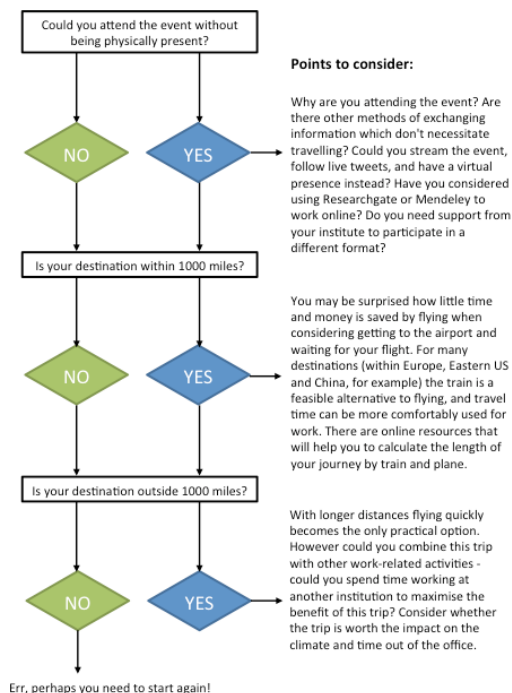 Could you attend the event without
being physically present?
Points to consider:
Why are you attending the event? Are
there other methods of exchanging
information which don't necessitate
travelling? Could you stream the event,
follow live tweets, and have a virtual
presence instead? Have you considered
using Researchgate or Mendeley to
work online? Do you need support from
your institute to participate in a
different format?
NO
YES
Is your destination within 1000 miles?
You may be surprised how little time
and money is saved by flying when
considering getting to the airport and
waiting for your flight. For many
destinations (within Europe, Eastern US
and China, for example) the train is a
feasible alternative to flying, and travel
time can be more comfortably used for
work. There are online resources that
will help you to calculate the length of
your journey by train and plane.
NO
YES
Is your destination outside 1000 miles?
With longer distances flying quickly
becomes the only practical option.
However could you combine this trip
with other work-related activities -
could you spend time working at
another institution to maximise the
benefit of this trip? Consider whether
the trip is worth the impact on the
climate and time out of the office.
NO
YES
Err, perhaps you need to start again!